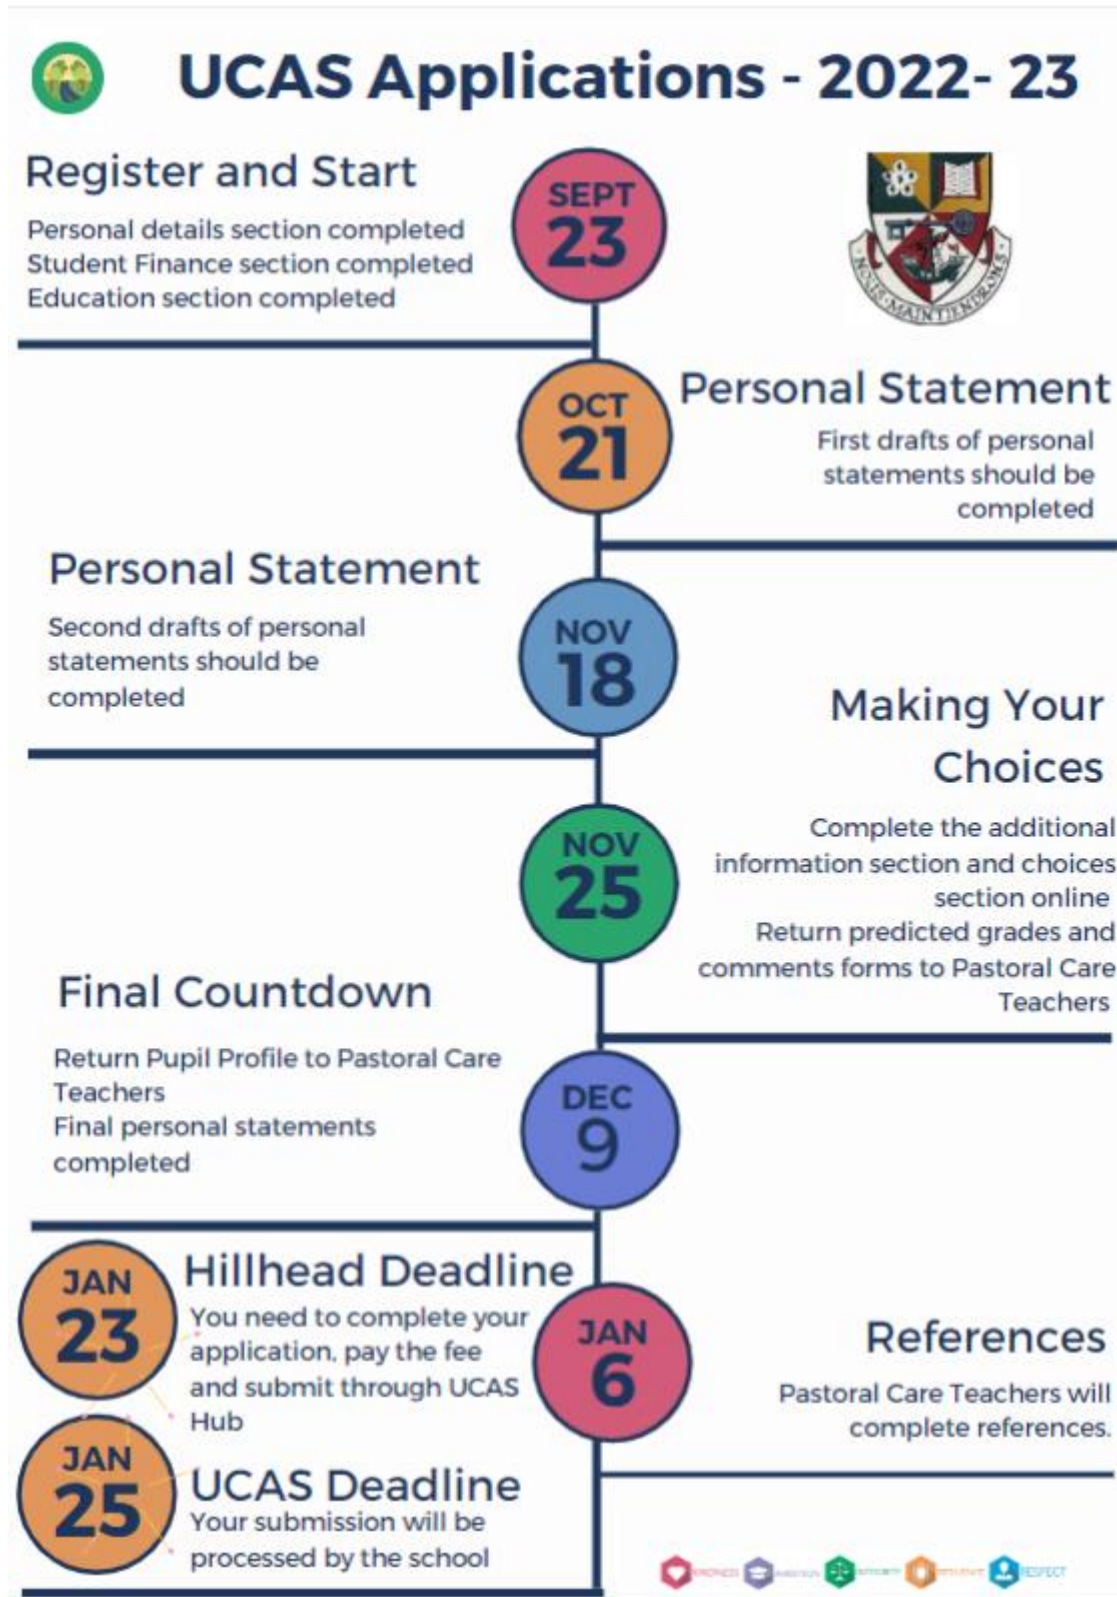 UCAS Applications - 2022- 23
Register and Start
Personal details section completed
Student Finance section completed
Education section completed
SEPT
23
NOUS MAINTIENDRONS
OCT
21
Personal Statement
First drafts of personal
statements should be
completed
Personal Statement
Second drafts of personal
statements should be
completed
NOV
18
Making Your
Choices
Complete the additional
information section and choices
section online
Return predicted grades and
comments forms to Pastoral Care
Teachers
NOV
25
Final Countdown
Return Pupil Profile to Pastoral Care
Teachers
Final personal statements
completed
DEC
9
JAN
23
Hillhead Deadline
You need to complete your
application, pay the fee
and submit through UCAS
Hub
JAN
6
References
Pastoral Care Teachers will
complete references.
JAN
25
UCAS Deadline
Your submission will be
processed by the school
RESPECT